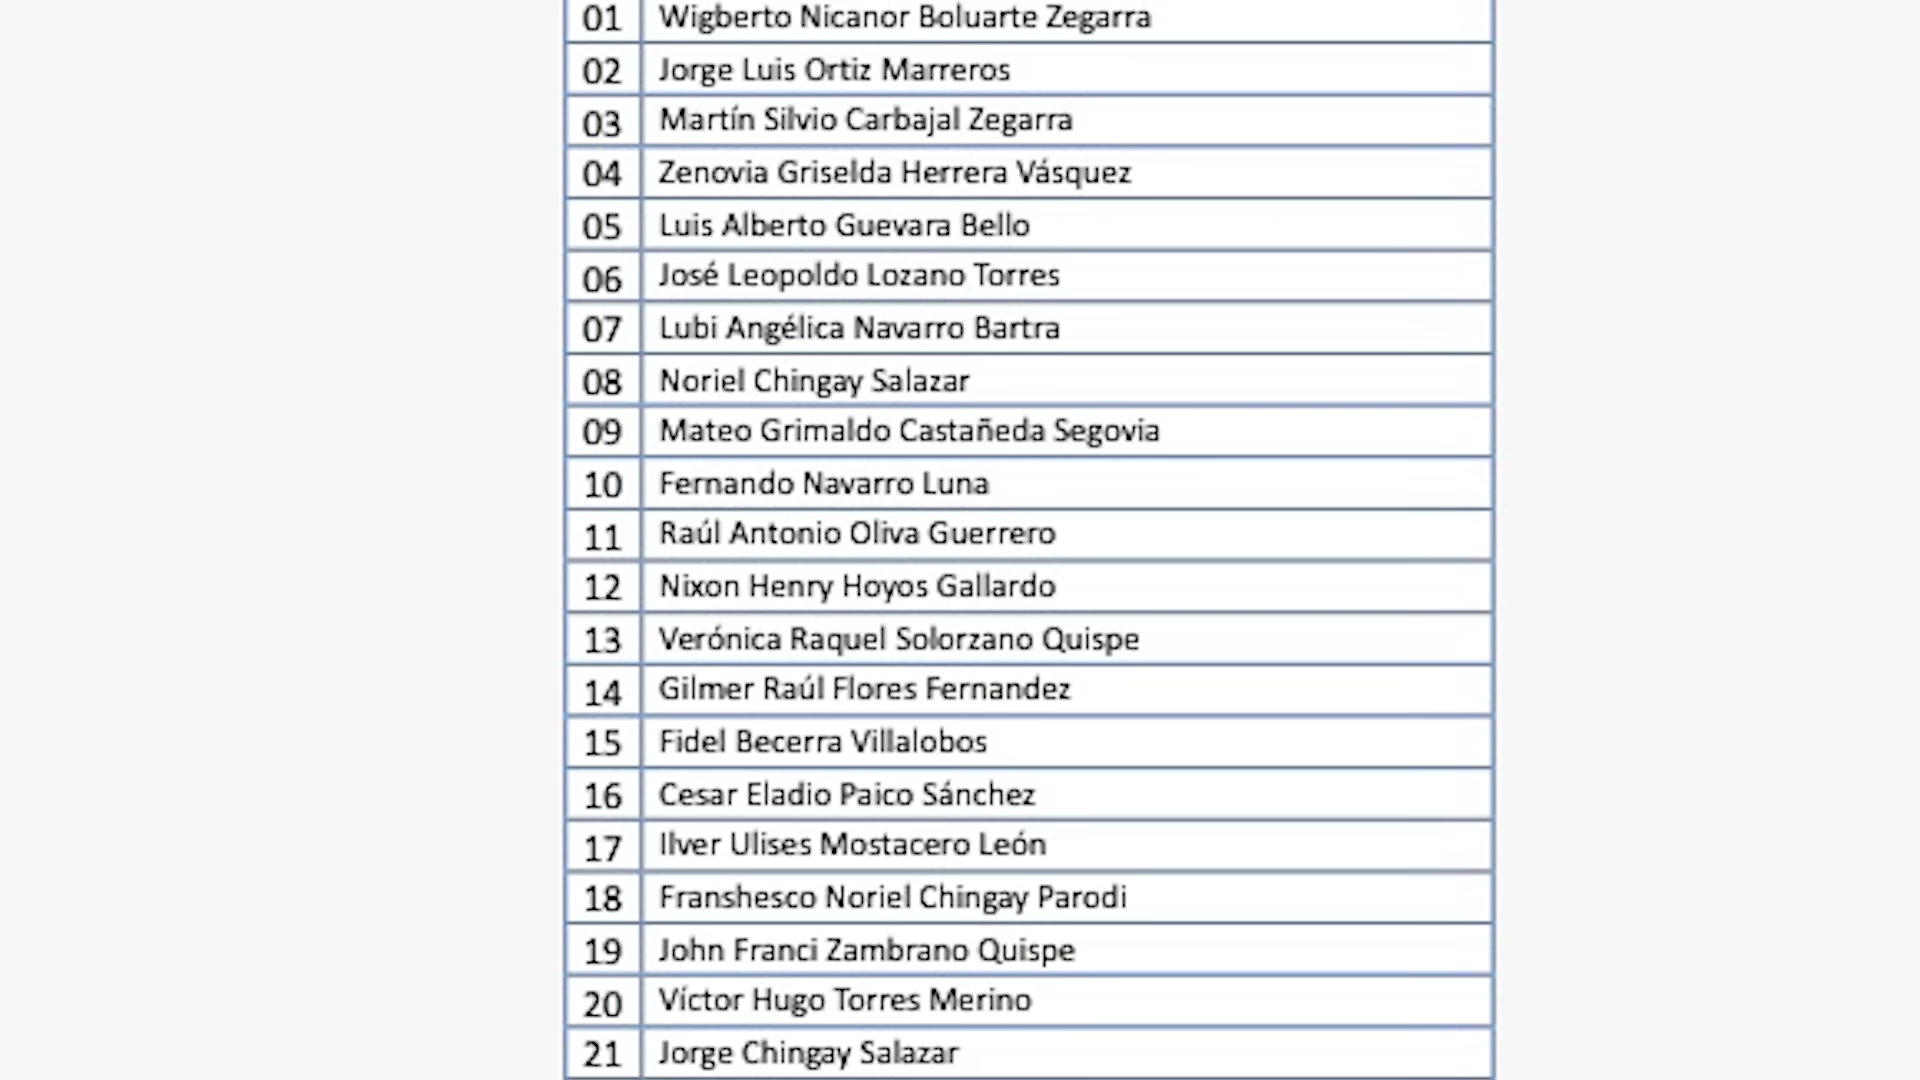 01 Wigberto Nicanor Boluarte Zegarra
02 Jorge Luis Ortiz Marreros
03 Martín Silvio Carbajal Zegarra
04 Zenovia Griselda Herrera Vásquez
05 Luis Alberto Guevara Bello
06 José Leopoldo Lozano Torres
07 Lubi Angélica Navarro Bartra
08 Noriel Chingay Salazar
09 Mateo Grimaldo Castañeda Segovia
10 Fernando Navarro Luna
11 Raúl Antonio Oliva Guerrero
12 Nixon Henry Hoyos Gallardo
13 Verónica Raquel Solorzano Quispe
14 Gilmer Raúl Flores Fernandez
15 Fidel Becerra Villalobos
16 Cesar Eladio Paico Sánchez
17 Ilver Ulises Mostacero León
18 Franshesco Noriel Chingay Parodi
19 John Franci Zambrano Quispe
20 Víctor Hugo Torres Merino
21 Jorge Chingay Salazar